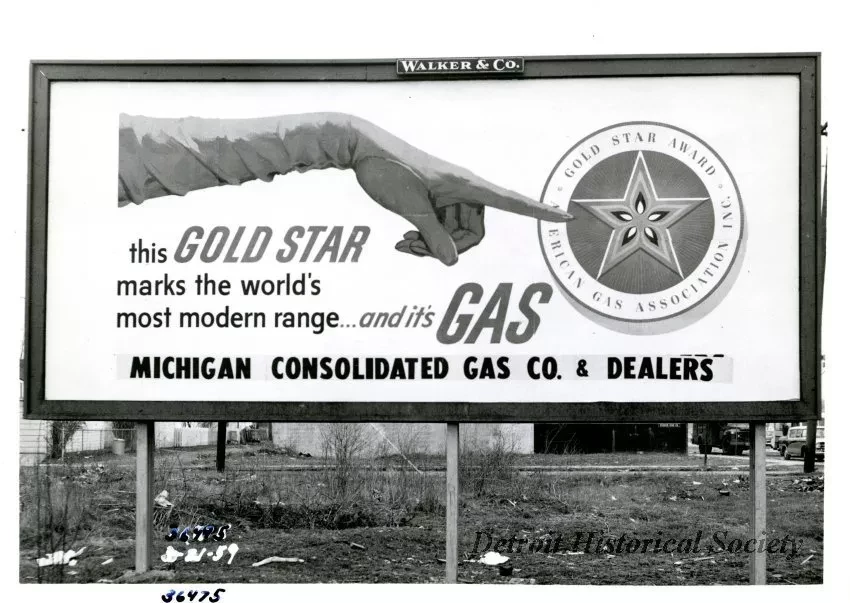 WALKER & CO.
GOLD STAR AWARD
AMERICAN GAS ASSOCIATION INC.
this GOLD STAR
marks the world's
most modern range...and it's GAS
MICHIGAN CONSOLIDATED GAS CO. & DEALERS
36475
3-21-59
Detroit Historical Society
36475